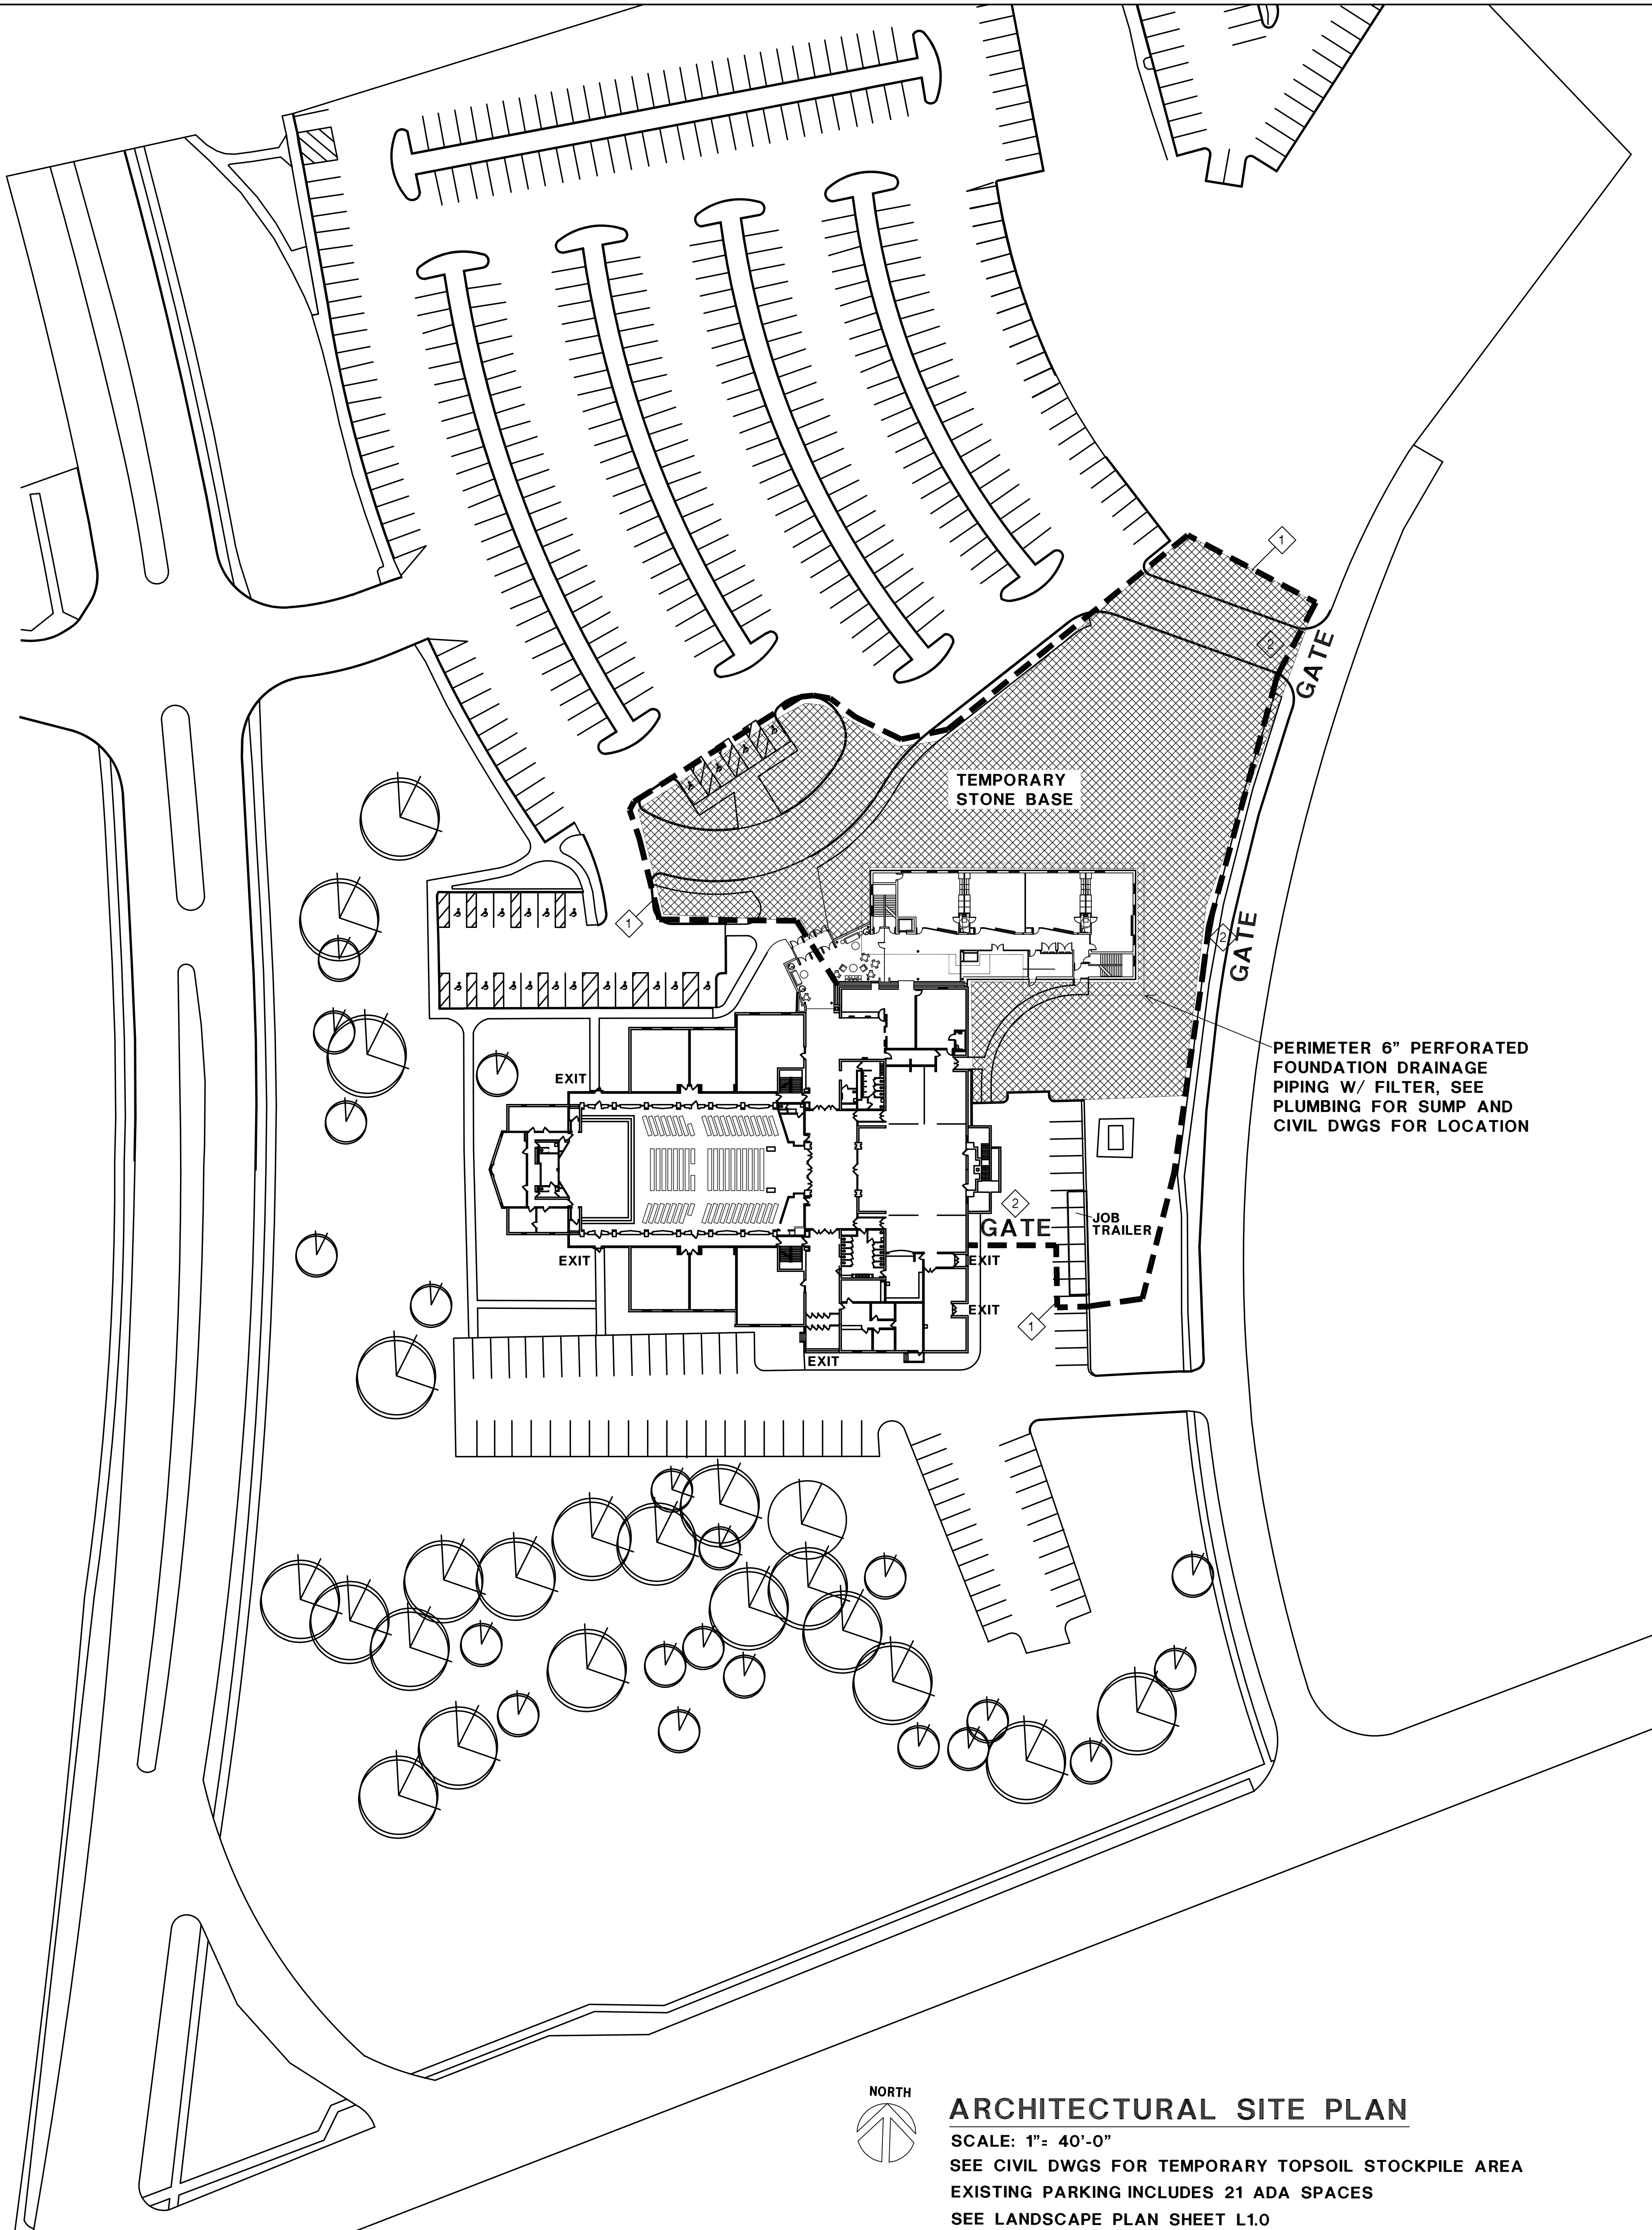 1
2
GATE
TEMPORARY
STONE BASE
1
2
GATE
PERIMETER 6" PERFORATED
FOUNDATION DRAINAGE
PIPING W/ FILTER, SEE
PLUMBING FOR SUMP AND
CIVIL DWGS FOR LOCATION
EXIT
2
GATE
JOB
TRAILER
EXIT
EXIT
EXIT
1
EXIT
NORTH
ARCHITECTURAL SITE PLAN
SCALE: 1"= 40'-0"
SEE CIVIL DWGS FOR TEMPORARY TOPSOIL STOCKPILE AREA
EXISTING PARKING INCLUDES 21 ADA SPACES
SEE LANDSCAPE PLAN SHEET L1.0